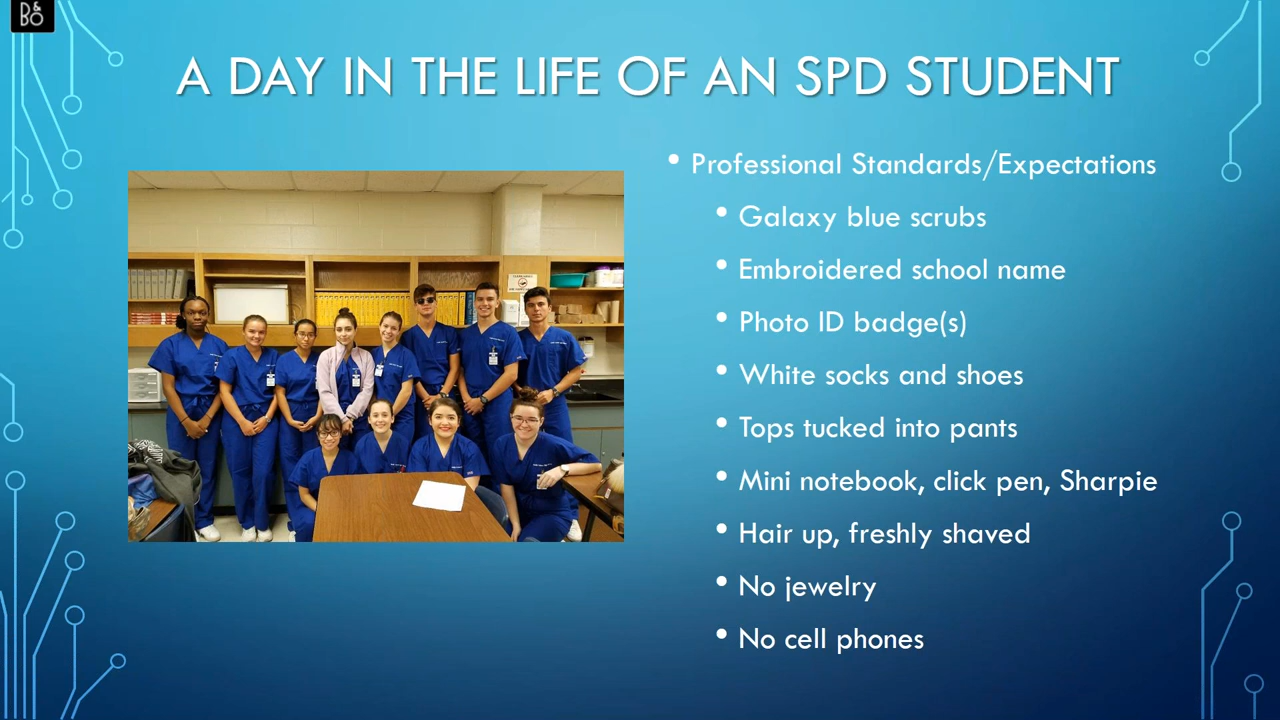 B&O
A DAY IN THE LIFE OF AN SPD STUDENT
• Professional Standards/Expectations
• Galaxy blue scrubs
• Embroidered school name
• Photo ID badge(s)
• White socks and shoes
• Tops tucked into pants
• Mini notebook, click pen, Sharpie
• Hair up, freshly shaved
• No jewelry
• No cell phones